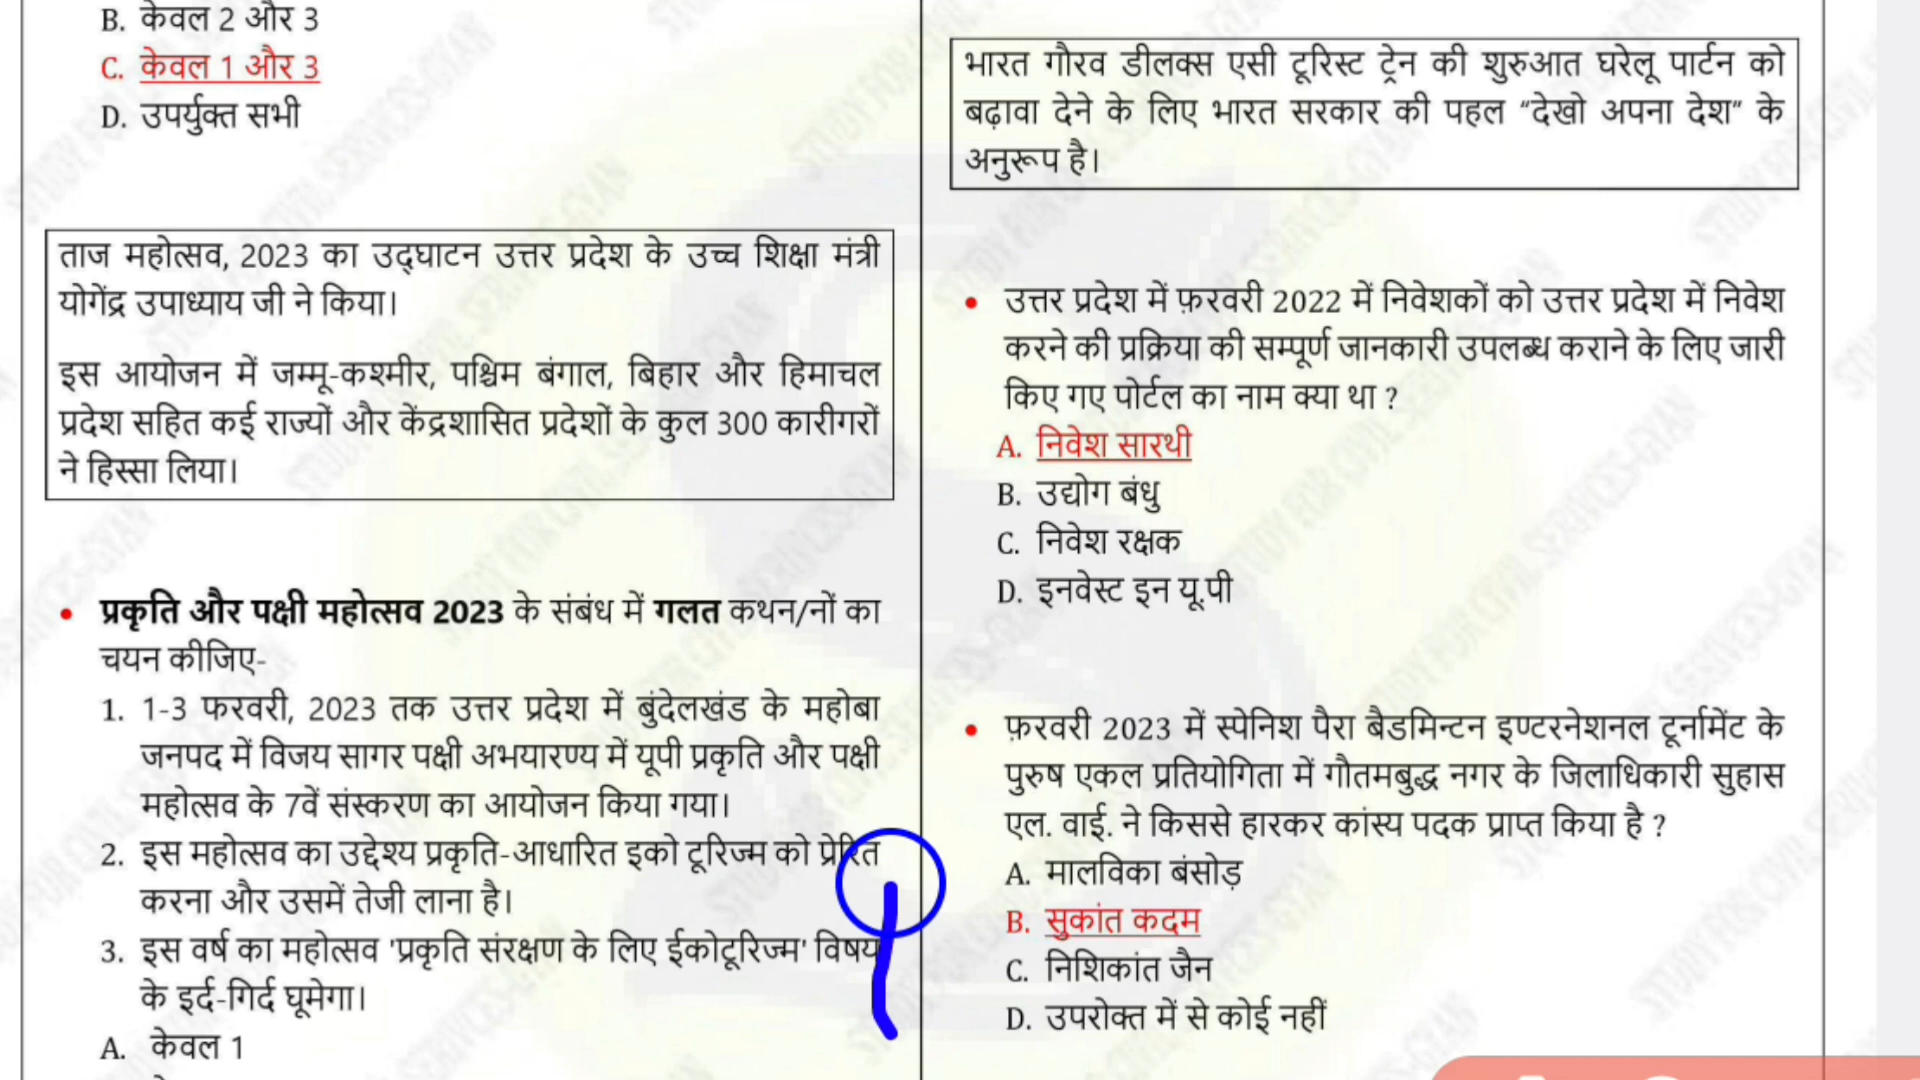 B. केवल 2 और 3
C. केवल 1 और 3
D. उपर्युक्त सभी
ताज महोत्सव, 2023 का उद्घाटन उत्तर प्रदेश के उच्च शिक्षा मंत्री
योगेंद्र उपाध्याय जी ने किया।
इस आयोजन में जम्मू-कश्मीर, पश्चिम बंगाल, बिहार और हिमाचल
प्रदेश सहित कई राज्यों और केंद्रशासित प्रदेशों के कुल 300 कारीगरों
ने हिस्सा लिया।
• प्रकृति और पक्षी महोत्सव 2023 के संबंध में गलत कथन/नों का
चयन कीजिए-
1. 1-3 फरवरी, 2023 तक उत्तर प्रदेश में बुंदेलखंड के महोबा
जनपद में विजय सागर पक्षी अभयारण्य में यूपी प्रकृति और पक्षी
महोत्सव के 7वें संस्करण का आयोजन किया गया।
2. इस महोत्सव का उद्देश्य प्रकृति-आधारित इको टूरिज्म को प्रेरित
करना और उसमें तेजी लाना है।
3. इस वर्ष का महोत्सव 'प्रकृति संरक्षण के लिए ईकोटूरिज्म' विषय
के इर्द-गिर्द घूमेगा।
A. केवल 1
भारत गौरव डीलक्स एसी टूरिस्ट ट्रेन की शुरुआत घरेलू पार्टन को
बढ़ावा देने के लिए भारत सरकार की पहल “देखो अपना देश” के
अनुरूप है।
• उत्तर प्रदेश में फ़रवरी 2022 में निवेशकों को उत्तर प्रदेश में निवेश
करने की प्रक्रिया की सम्पूर्ण जानकारी उपलब्ध कराने के लिए जारी
किए गए पोर्टल का नाम क्या था ?
A. निवेश सारथी
B. उद्योग बंधु
C. निवेश रक्षक
D. इनवेस्ट इन यू.पी
• फ़रवरी 2023 में स्पेनिश पैरा बैडमिन्टन इण्टरनेशनल टूर्नामेंट के
पुरुष एकल प्रतियोगिता में गौतमबुद्ध नगर के जिलाधिकारी सुहास
एल. वाई. ने किससे हारकर कांस्य पदक प्राप्त किया है ?
A. मालविका बंसोड़
B. सुकांत कदम
C. निशिकांत जैन
D. उपरोक्त में से कोई नहीं